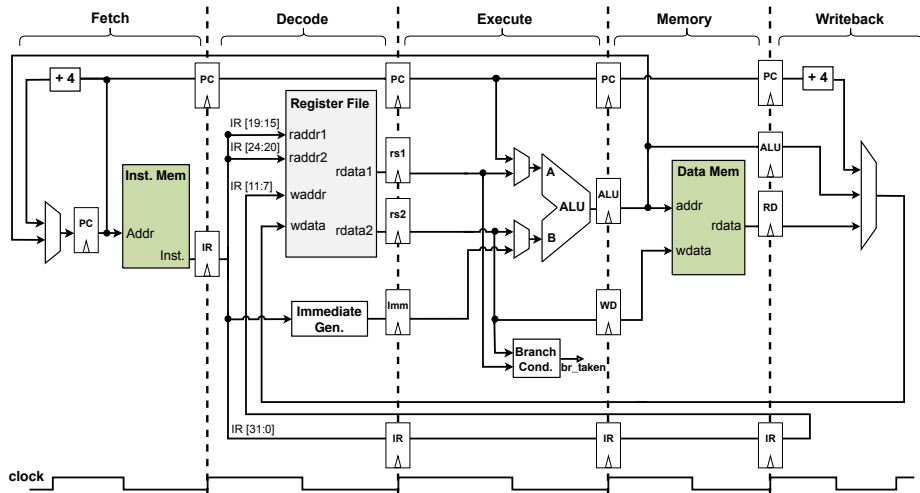 Fetch
Decode
Execute
Memory
Writeback
+ 4
PC
PC
PC
PC
+ 4
Register File
IR [19:15]
raddr1
IR [24:20]
raddr2
rdata1
IR [11:7]
waddr
wdata
rdata2
rs1
rs2
A
ALU
B
ALU
ALU
Inst. Mem
Addr
Inst.
PC
IR
Data Mem
addr
rdata
wdata
RD
Immediate
Gen.
Imm
WD
Branch
Cond.
br_taken
IR [31:0]
IR
IR
IR
clock